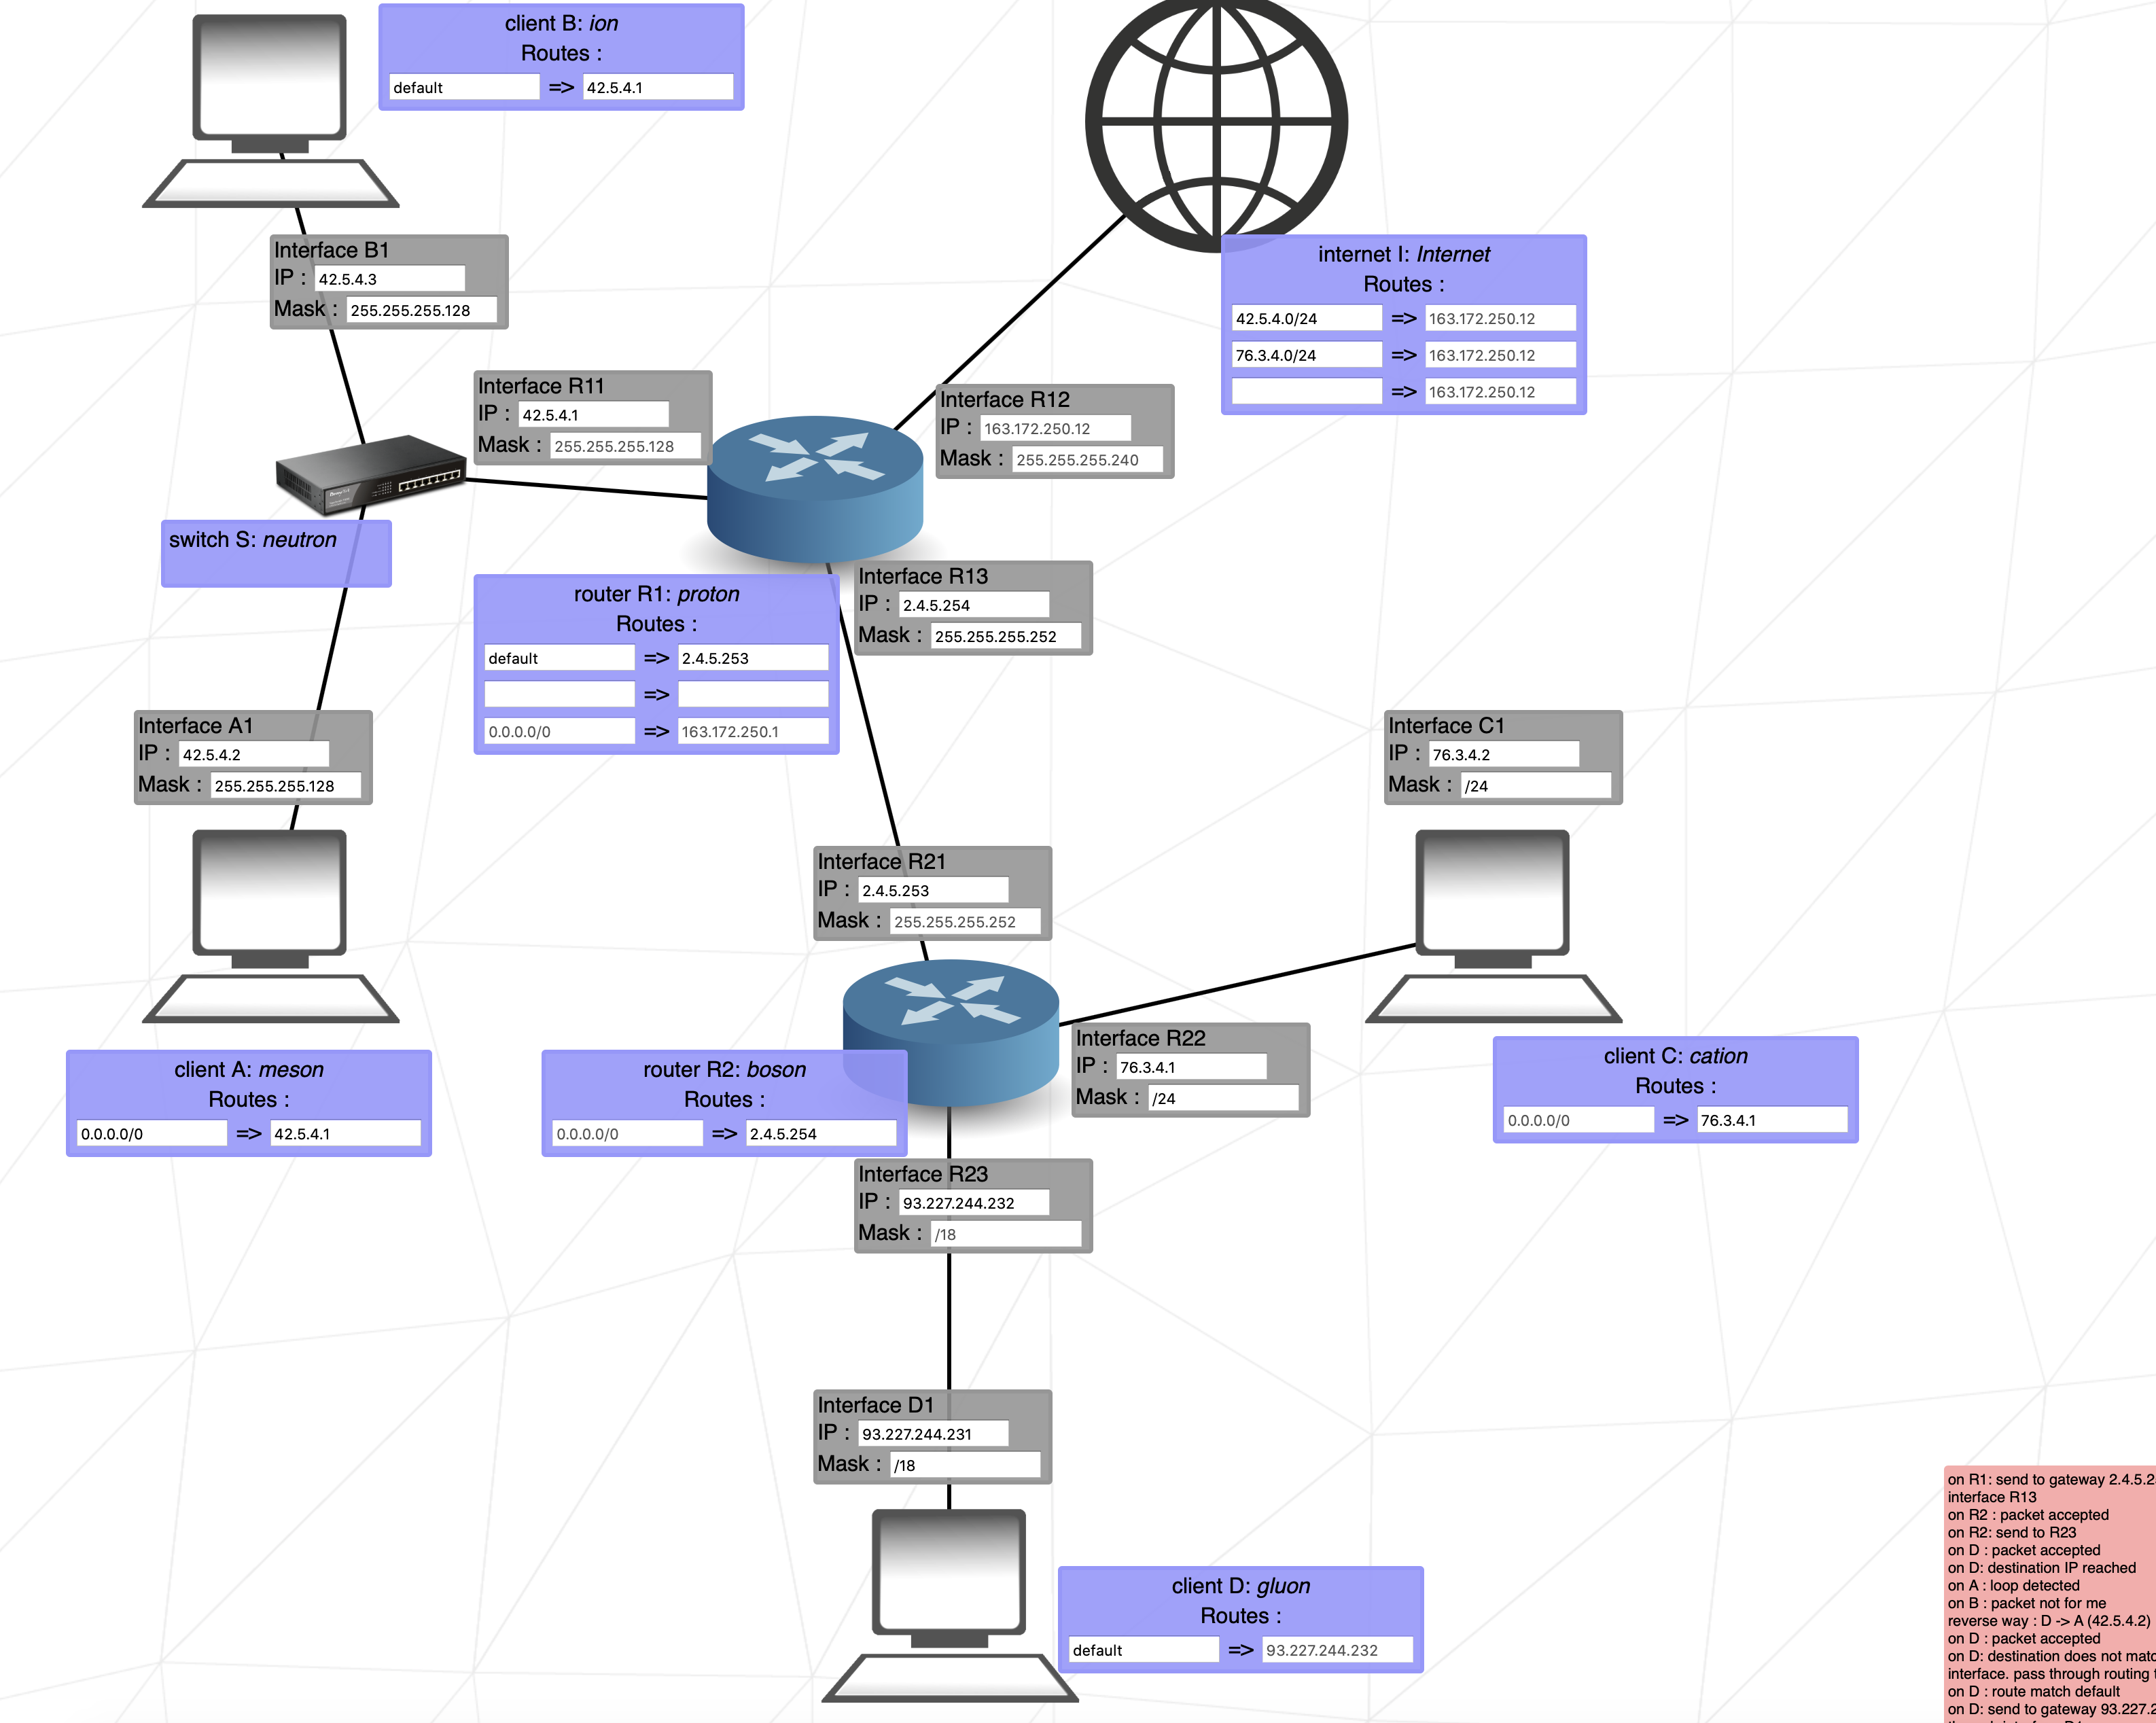 client B: ion
Routes :
default => 42.5.4.1
Interface B1
IP : 42.5.4.3
Mask : 255.255.255.128
internet I: Internet
Routes :
42.5.4.0/24 => 163.172.250.12
76.3.4.0/24 => 163.172.250.12
=> 163.172.250.12
Interface R11
IP : 42.5.4.1
Mask : 255.255.255.128
Interface R12
IP : 163.172.250.12
Mask : 255.255.255.240
switch S: neutron
router R1: proton
Routes :
default => 2.4.5.253
=>
0.0.0.0/0 => 163.172.250.1
Interface R13
IP : 2.4.5.254
Mask : 255.255.255.252
Interface A1
IP : 42.5.4.2
Mask : 255.255.255.128
Interface C1
IP : 76.3.4.2
Mask : /24
Interface R21
IP : 2.4.5.253
Mask : 255.255.255.252
client A: meson
Routes :
0.0.0.0/0 => 42.5.4.1
router R2: boson
Routes :
0.0.0.0/0 => 2.4.5.254
Interface R22
IP : 76.3.4.1
Mask : /24
client C: cation
Routes :
0.0.0.0/0 => 76.3.4.1
Interface R23
IP : 93.227.244.232
Mask : /18
Interface D1
IP : 93.227.244.231
Mask : /18
client D: gluon
Routes :
default => 93.227.244.232
on R1: send to gateway 2.4.5.2
interface R13
on R2 : packet accepted
on R2: send to R23
on D : packet accepted
on D: destination IP reached
on A : loop detected
on B : packet not for me
reverse way : D -> A (42.5.4.2)
on D : packet accepted
on D: destination does not matc
interface. pass through routing
on D : route match default
on D: send to gateway 93.227.2